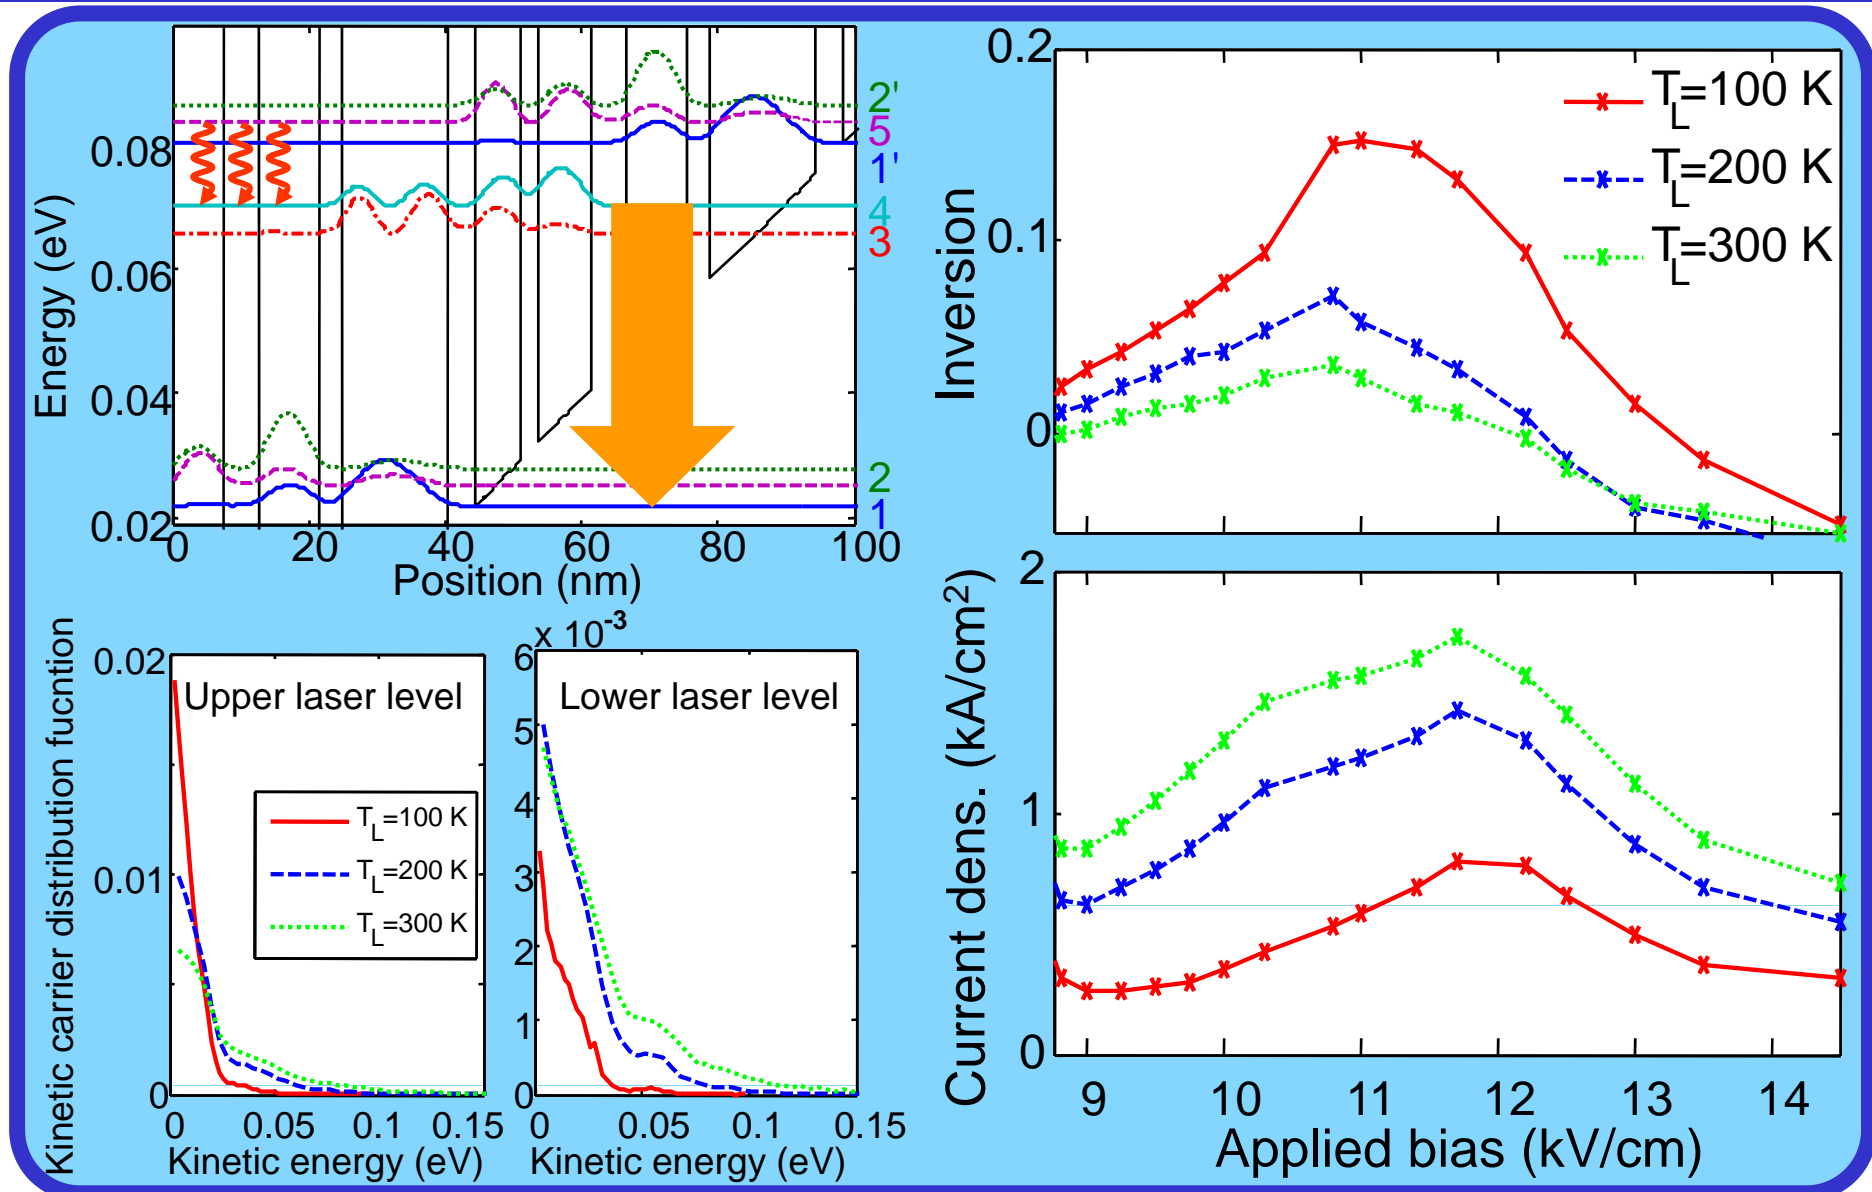 0.08
0.06
0.04
0.02
Energy (eV)
0 20 40 60 80 100
Position (nm)
2'
5
1'
4
3
2
1
0.2
0.1
0
Inversion
T_L=100 K
T_L=200 K
T_L=300 K
Kinetic carrier distribution fucntion
0.02
0.01
0
Upper laser level
T_L=100 K
T_L=200 K
T_L=300 K
0 0.05 0.1 0.15
Kinetic energy (eV)
x 10^-3
6
5
4
3
2
1
0
Lower laser level
0 0.05 0.1 0.15
Kinetic energy (eV)
2
1
0
Current dens. (kA/cm²)
9 10 11 12 13 14
Applied bias (kV/cm)